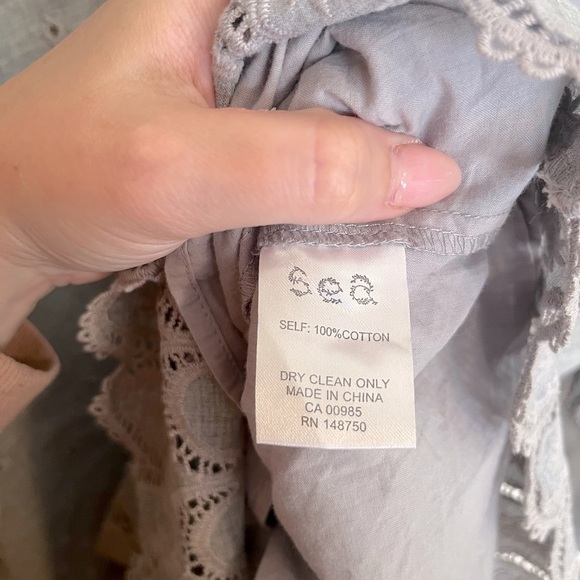 Sea
SELF: 100%COTTON
DRY CLEAN ONLY
MADE IN CHINA
CA 00985
RN 148750